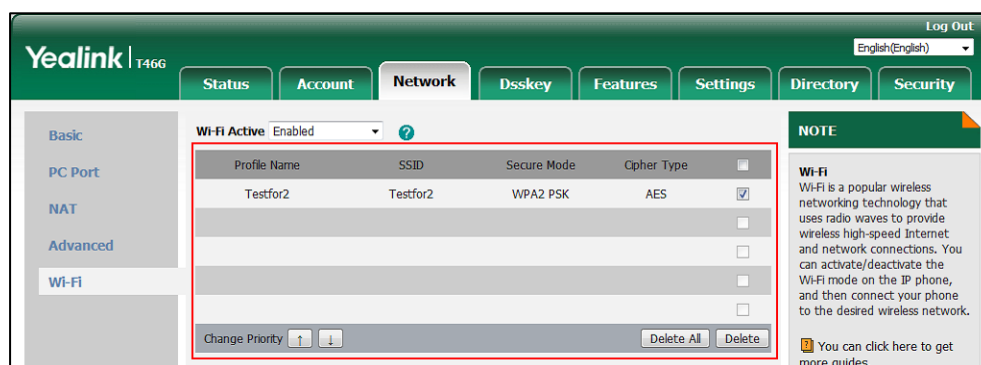 Log Out
Yealink T46G
English(English)
Status Account Network Dsskey Features Settings Directory Security
Basic
PC Port
NAT
Advanced
Wi-Fi
Wi-Fi Active Enabled ?
Profile Name SSID Secure Mode Cipher Type
Testfor2 Testfor2 WPA2 PSK AES
Change Priority ↑ ↓ Delete All Delete
NOTE
Wi-Fi
Wi-Fi is a popular wireless
networking technology that
uses radio waves to provide
wireless high-speed Internet
and network connections. You
can activate/deactivate the
Wi-Fi mode on the IP phone,
and then connect your phone
to the desired wireless network.
? You can click here to get
more guides